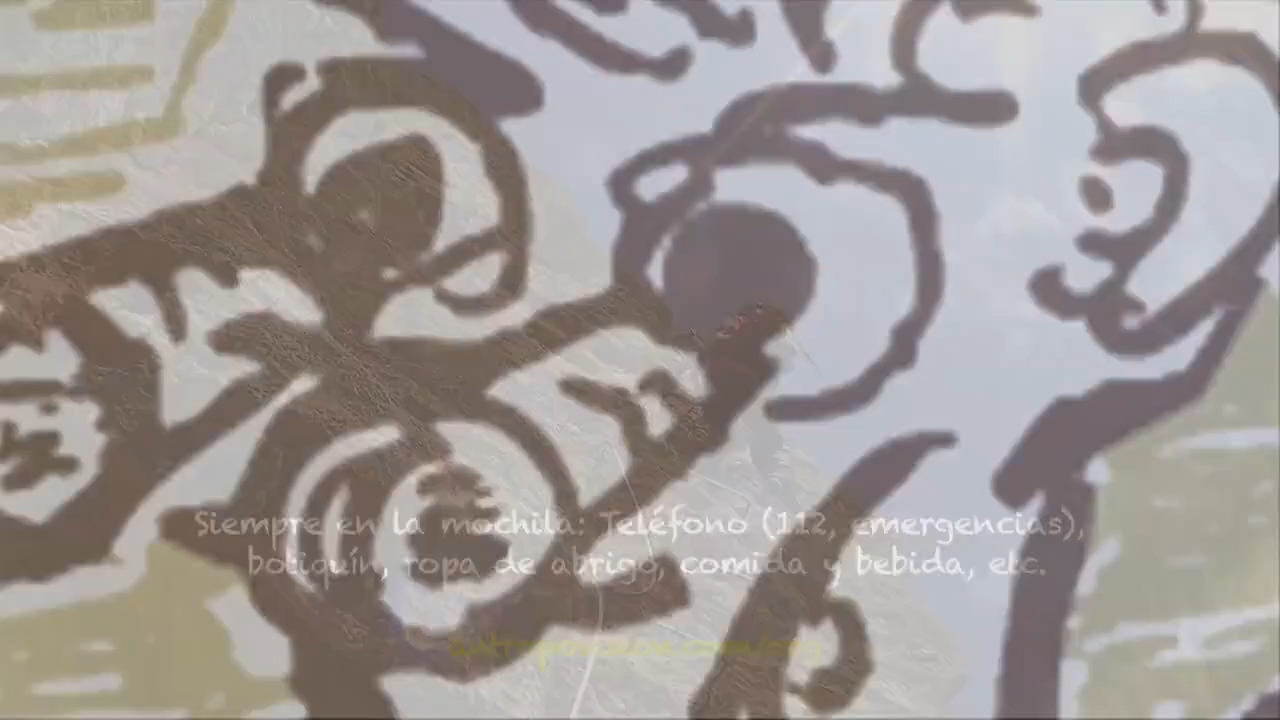 Siempre en la mochila: Teléfono (112, emergencias),
botiquín, ropa de abrigo, comida y bebida, etc.